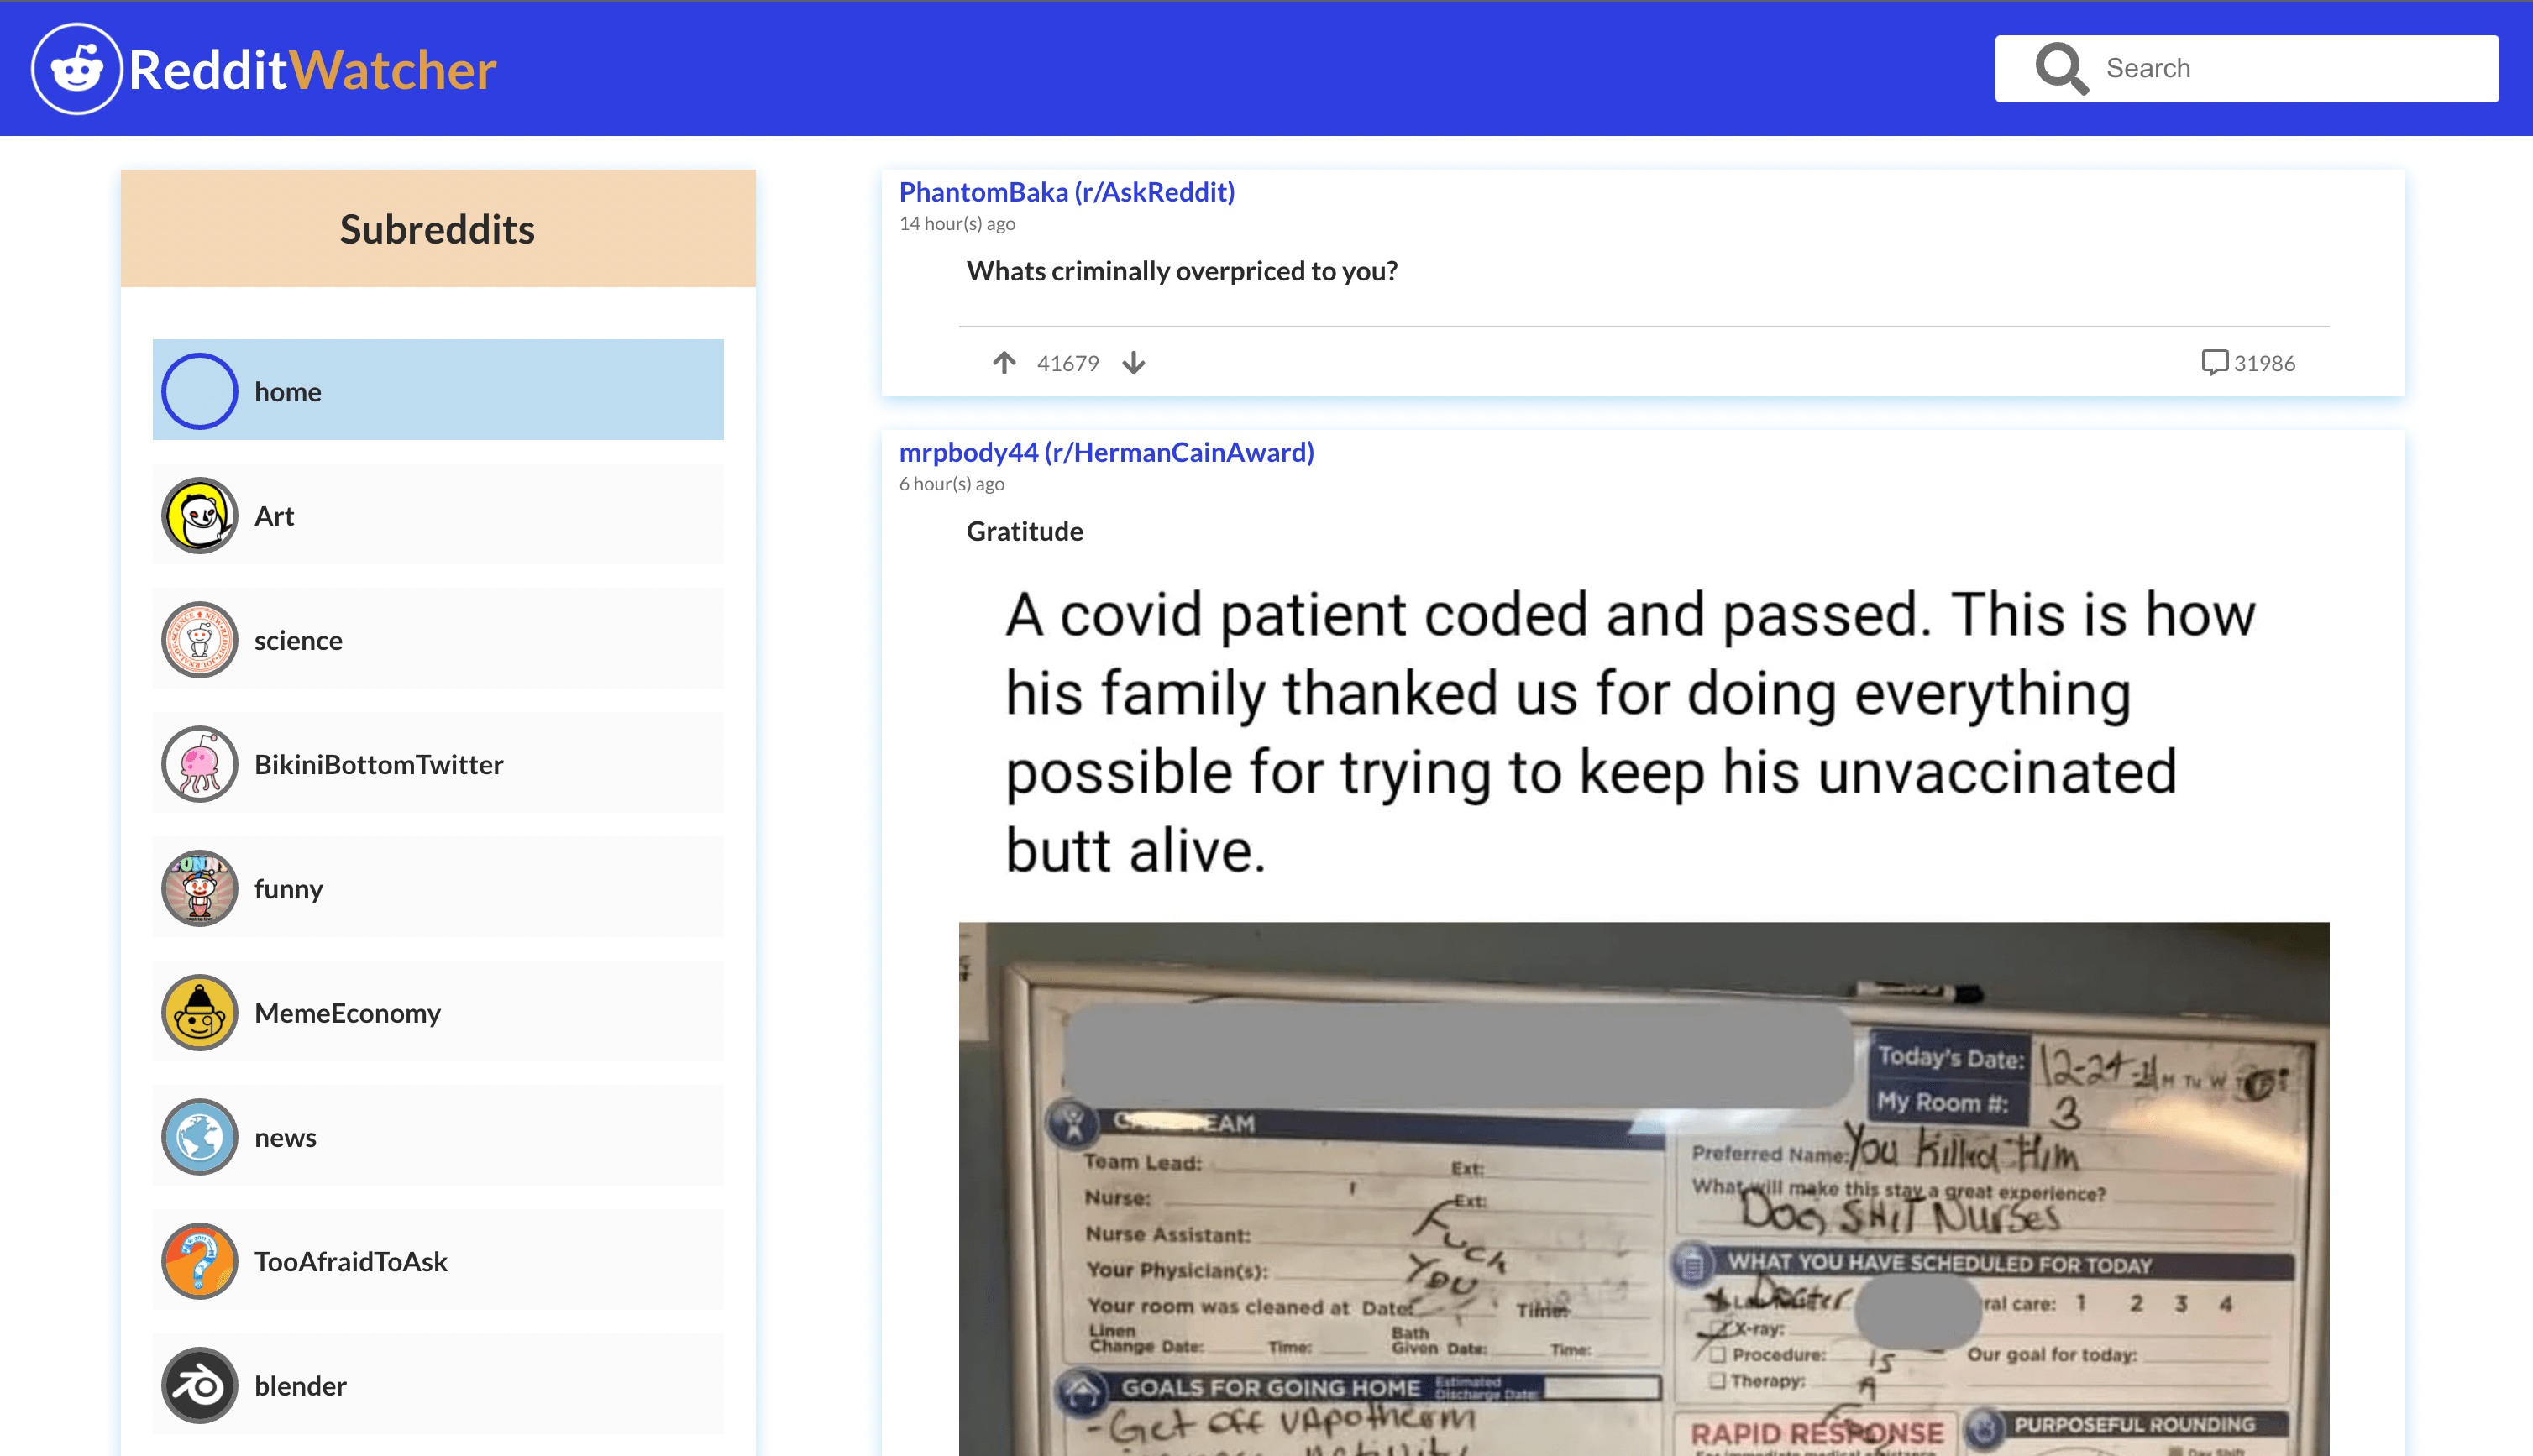 RedditWatcher
Search
Subreddits
home
Art
science
BikiniBottomTwitter
funny
MemeEconomy
news
TooAfraidToAsk
blender
PhantomBaka (r/AskReddit)
14 hour(s) ago
Whats criminally overpriced to you?
41679
31986
mrpbody44 (r/HermanCainAward)
6 hour(s) ago
Gratitude
A covid patient coded and passed. This is how
his family thanked us for doing everything
possible for trying to keep his unvaccinated
butt alive.
Today's Date: 12-24-21 M Tu W
My Room #: 3
Team Lead: Ext:
Nurse: Ext:
Nurse Assistant:
Your Physician(s):
Fuck
You
Your room was cleaned at Date: Time:
Linen
Change Date: Time:
Bath
Given Date: Time:
GOALS FOR GOING HOME Estimated
Discharge Date:
-Get off vapotherm
Preferred Name: You Killed Him
What will make this stay a great experience?
Dog SHIT Nurses
WHAT YOU HAVE SCHEDULED FOR TODAY
Docter
X-ray:
Procedure: is
Therapy: A
1 2 3 4
Our goal for today:
RAPID RESPONSE
PURPOSEFUL ROUNDING